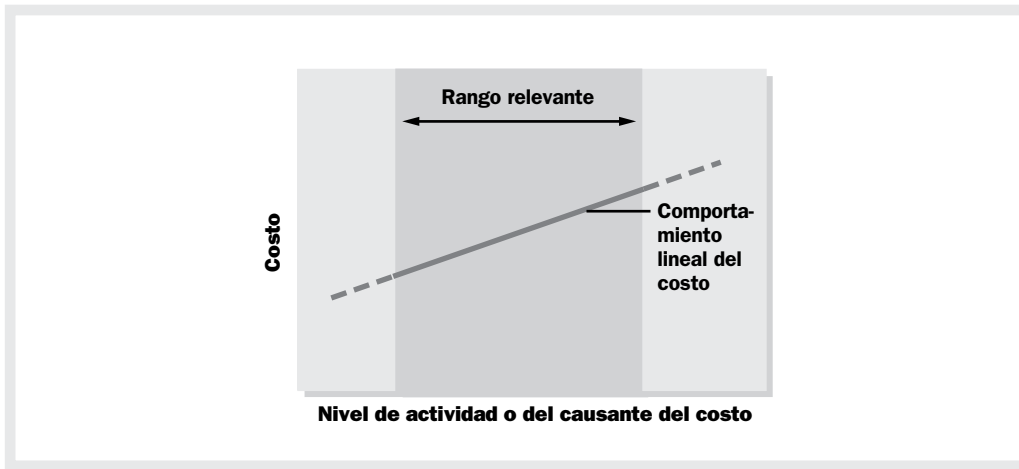 Rango relevante
Costo
Comporta-
miento
lineal del
costo
Nivel de actividad o del causante del costo